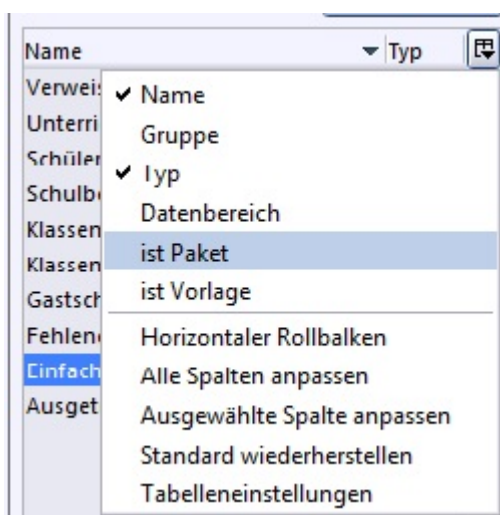 Name Typ
Name
Gruppe
Typ
Datenbereich
ist Paket
ist Vorlage
Horizontaler Rollbalken
Alle Spalten anpassen
Ausgewählte Spalte anpassen
Standard wiederherstellen
Tabelleneinstellungen
Verweis
Unterri
Schüler
Schulb
Klassen
Klassen
Gastsch
Fehlen
Einfach
Ausget